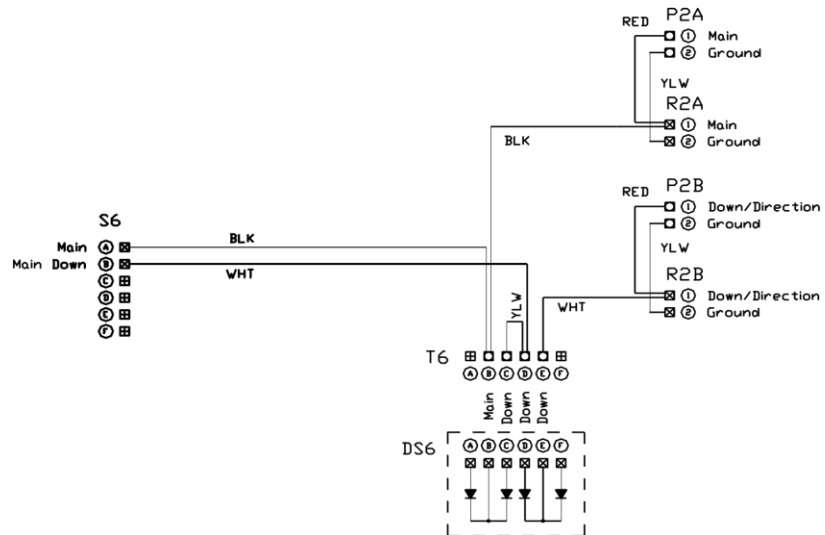 P2A
RED
① Main
② Ground
YLW
R2A
① Main
② Ground
BLK
P2B
RED
① Down/Direction
② Ground
YLW
R2B
① Down/Direction
② Ground
WHT
S6
Main Ⓐ
Main Down Ⓑ
Ⓒ
Ⓓ
Ⓔ
Ⓕ
BLK
WHT
YLW
T6
Ⓐ Ⓑ Ⓒ Ⓓ Ⓔ Ⓕ
Main
Down
Down
Down
DS6
Ⓐ Ⓑ Ⓒ Ⓓ Ⓔ Ⓕ